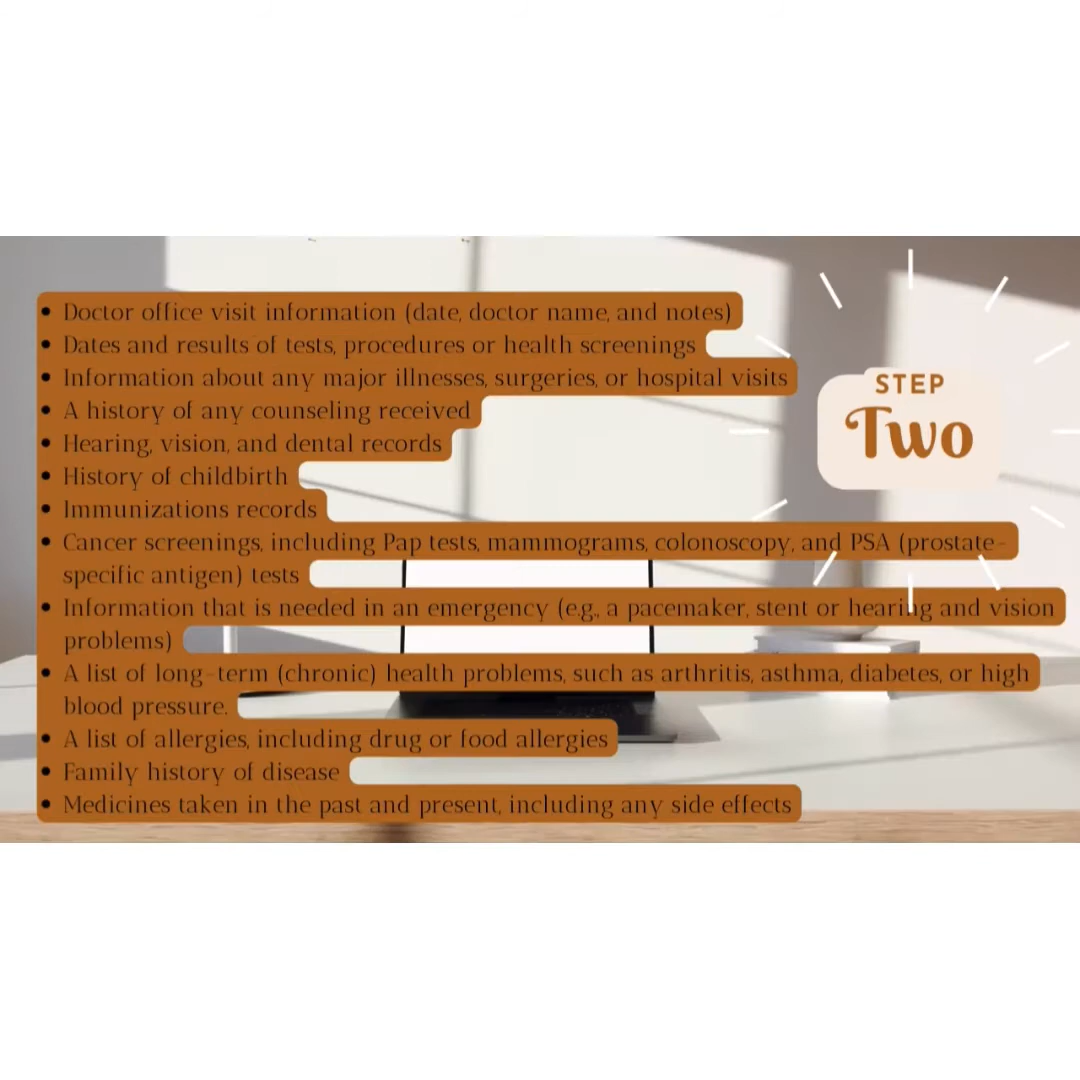 • Doctor office visit information (date, doctor name, and notes)
• Dates and results of tests, procedures or health screenings
• Information about any major illnesses, surgeries, or hospital visits
• A history of any counseling received
• Hearing, vision, and dental records
• History of childbirth
• Immunizations records
• Cancer screenings, including Pap tests, mammograms, colonoscopy, and PSA (prostate-
specific antigen) tests
• Information that is needed in an emergency (e.g., a pacemaker, stent or hearing and vision
problems)
• A list of long-term (chronic) health problems, such as arthritis, asthma, diabetes, or high
blood pressure.
• A list of allergies, including drug or food allergies
• Family history of disease
• Medicines taken in the past and present, including any side effects
STEP
Two